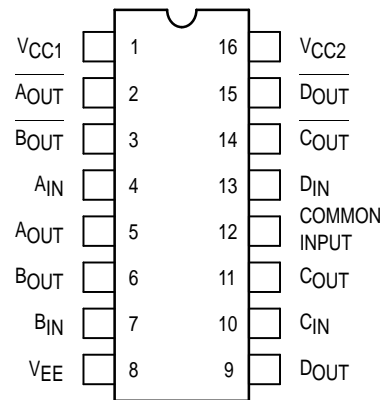 VCC1 1 16 VCC2
AOUT 2 15 DOUT
BOUT 3 14 COUT
AIN 4 13 DIN
AOUT 5 12 COMMON INPUT
BOUT 6 11 COUT
BIN 7 10 CIN
VEE 8 9 DOUT